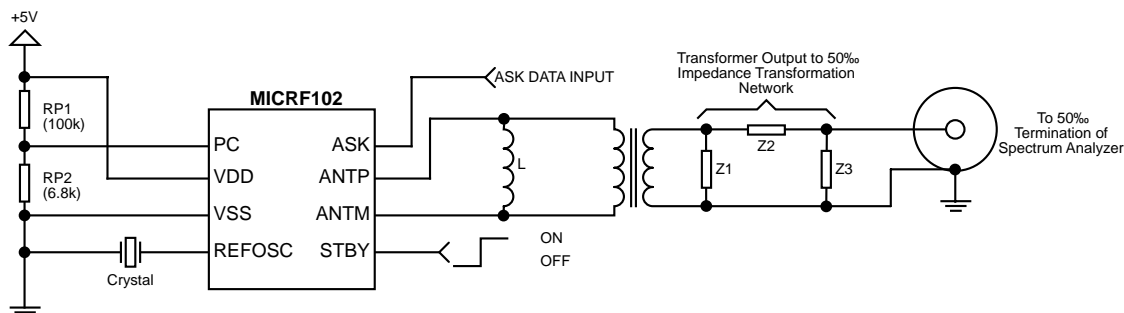 +5V
RP1
(100k)
RP2
(6.8k)
Crystal
MICRF102
PC
VDD
VSS
REFOSC
ASK
ANTP
ANTM
STBY
ASK DATA INPUT
ON
OFF
L
Transformer Output to 50‰
Impedance Transformation
Network
Z1
Z2
Z3
To 50‰
Termination of
Spectrum Analyzer